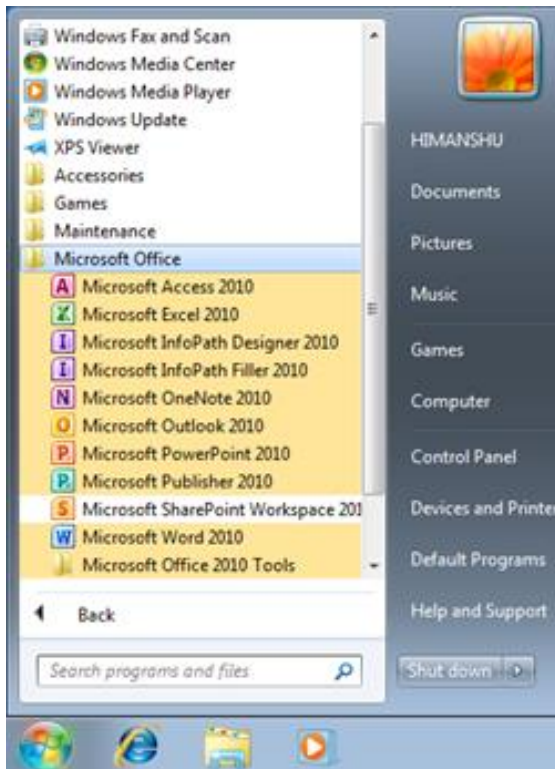 Windows Fax and Scan
Windows Media Center
Windows Media Player
Windows Update
XPS Viewer
Accessories
Games
Maintenance
Microsoft Office
A Microsoft Access 2010
X Microsoft Excel 2010
I Microsoft InfoPath Designer 2010
I Microsoft InfoPath Filler 2010
N Microsoft OneNote 2010
O Microsoft Outlook 2010
P Microsoft PowerPoint 2010
P Microsoft Publisher 2010
S Microsoft SharePoint Workspace 201
W Microsoft Word 2010
Microsoft Office 2010 Tools
Back
Search programs and files
HIMANSHU
Documents
Pictures
Music
Games
Computer
Control Panel
Devices and Printer
Default Programs
Help and Support
Shut down